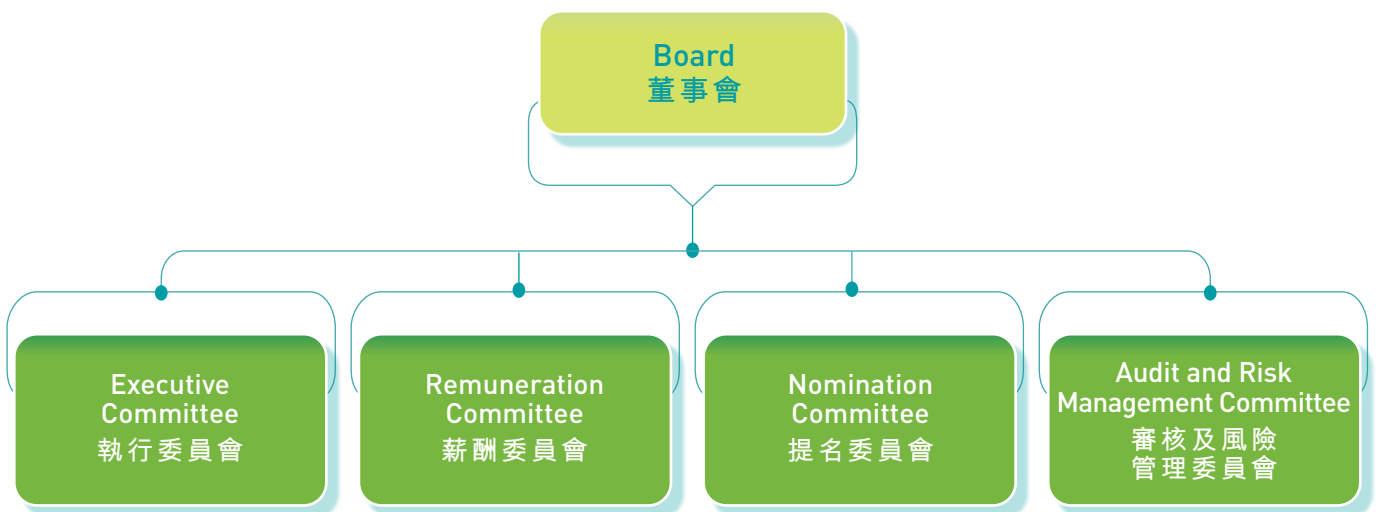 Board
董事會
Executive
Committee
執行委員會
Remuneration
Committee
薪酬委員會
Nomination
Committee
提名委員會
Audit and Risk
Management Committee
審核及風險
管理委員會